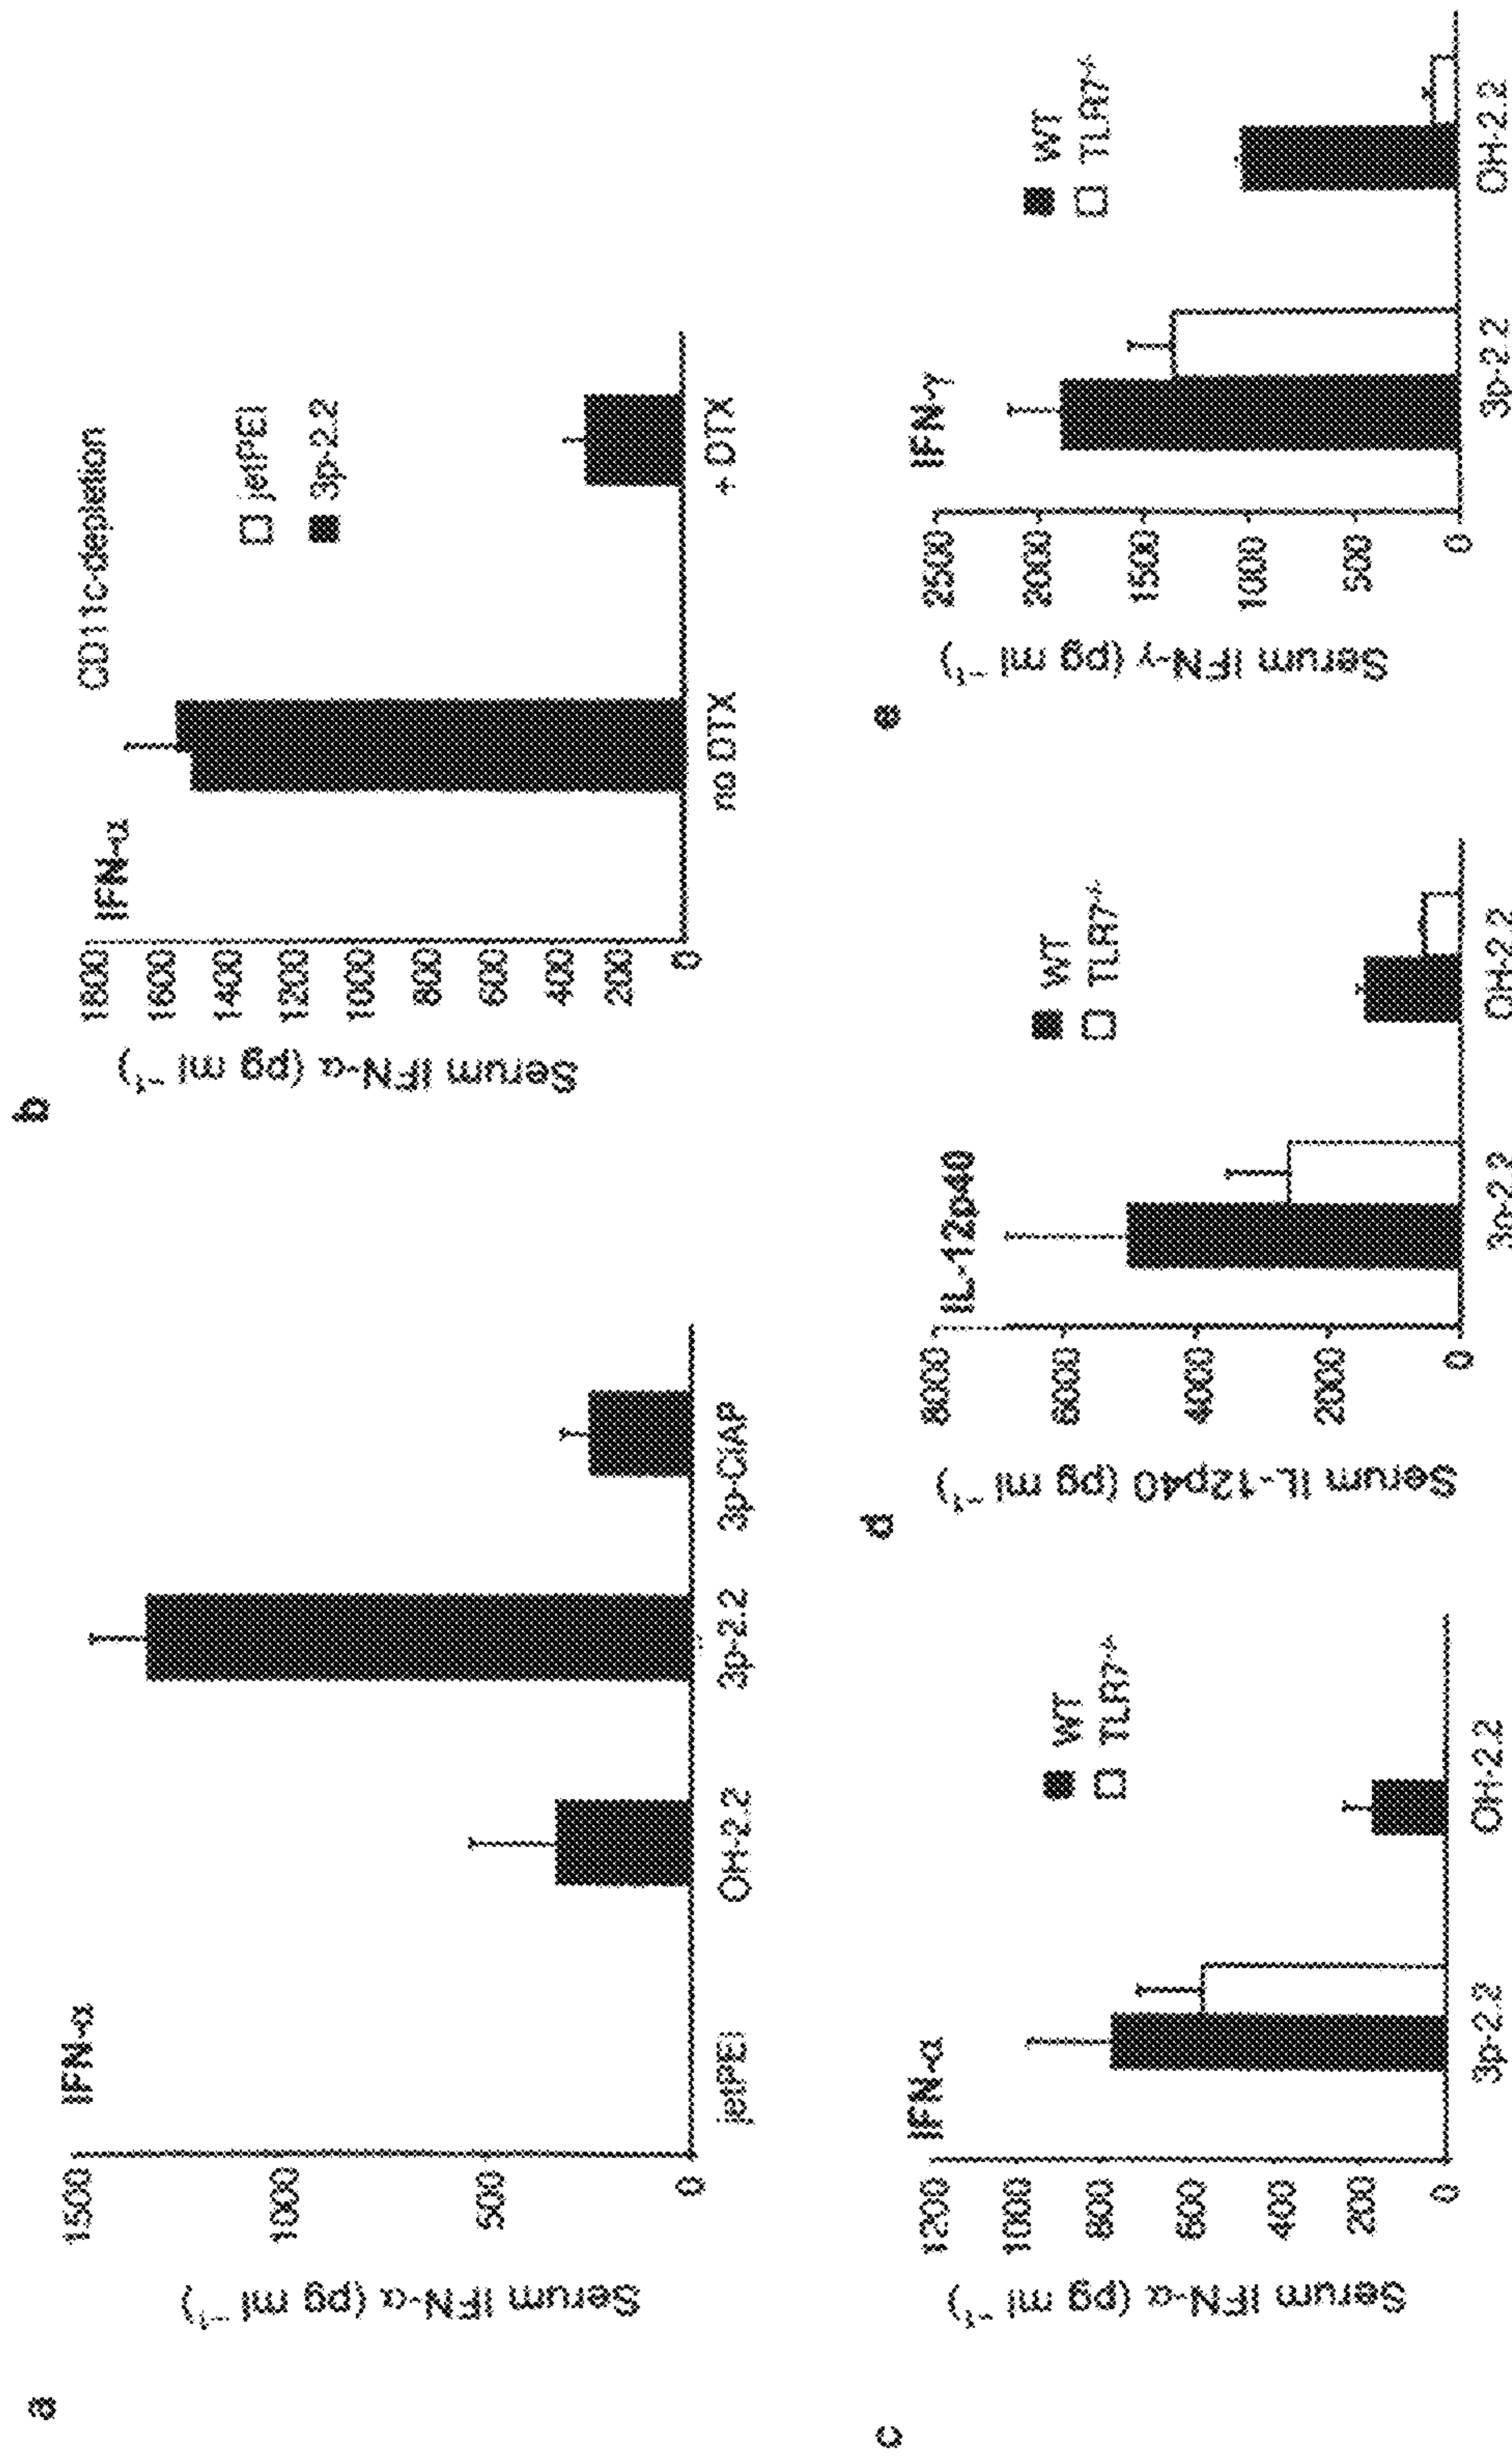 a
IFN-α
Serum IFN-α (pg ml⁻¹)
1500
1000
500
0
jetPEI
OH-2.2
3p-2.2
3p-CIAP
b
IFN-α
CD11c-depletion
Serum IFN-α (pg ml⁻¹)
1800
1600
1400
1200
1000
800
600
400
200
0
jetPEI
3p-2.2
no DTX
+ DTX
c
IFN-α
Serum IFN-α (pg ml⁻¹)
1200
1000
800
600
400
200
0
WT
TLR7⁻/⁻
3p-2.2
OH-2.2
d
IL-12p40
Serum IL-12p40 (pg ml⁻¹)
8000
6000
4000
2000
0
WT
TLR7⁻/⁻
3p-2.2
OH-2.2
e
IFN-γ
Serum IFN-γ (pg ml⁻¹)
2500
2000
1500
1000
500
0
WT
TLR7⁻/⁻
3p-2.2
OH-2.2